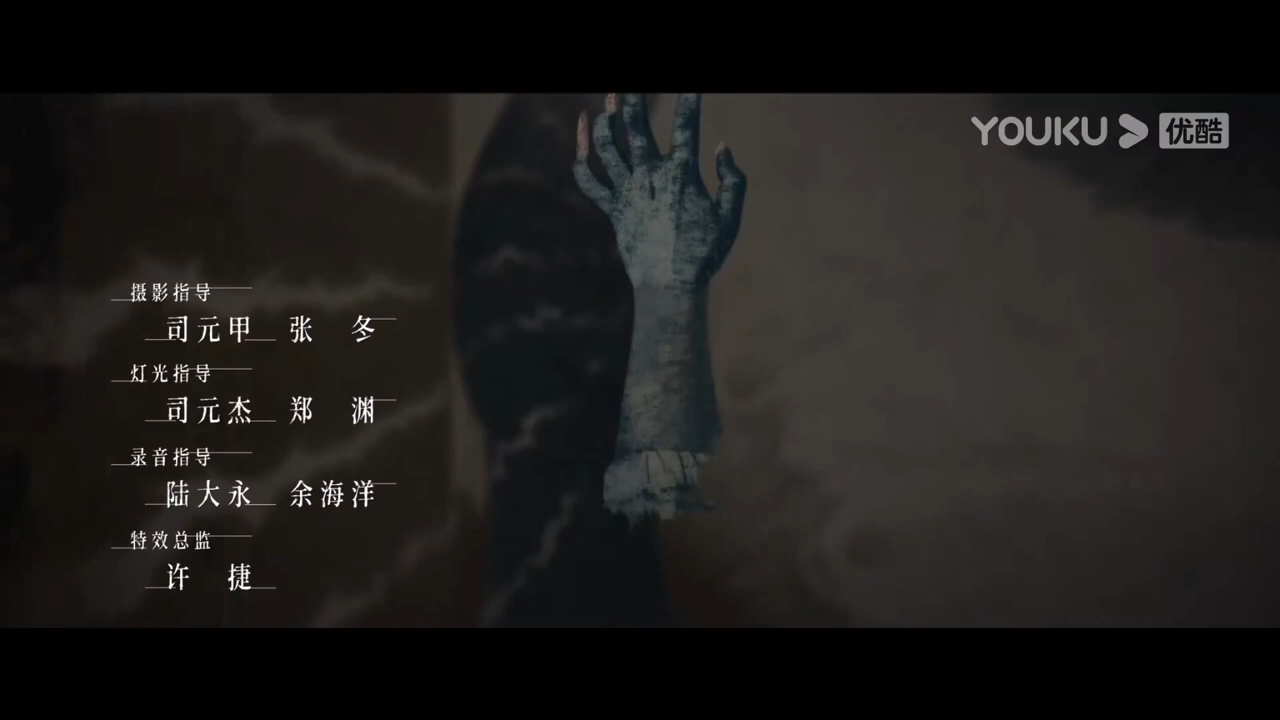 YOUKU 优酷
摄影指导
司元甲 张 冬
灯光指导
司元杰 郑 渊
录音指导
陆大永 余海洋
特效总监
许 捷